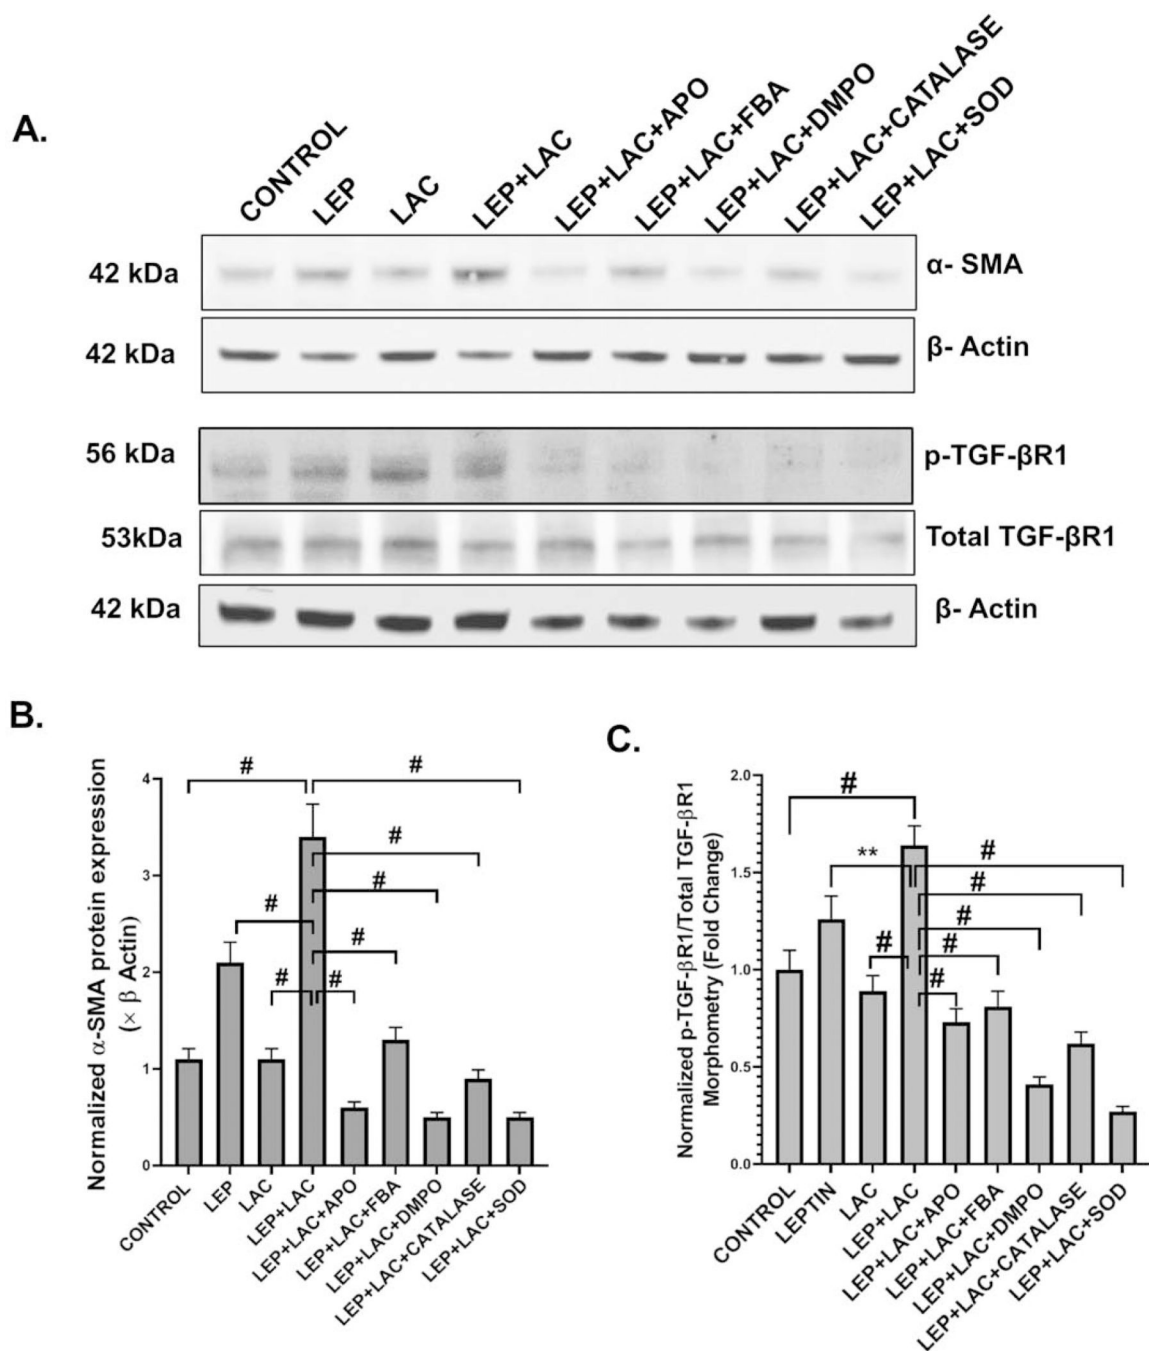 A.
CONTROL
LEP
LAC
LEP+LAC
LEP+LAC+APO
LEP+LAC+FBA
LEP+LAC+DMPO
LEP+LAC+CATALASE
LEP+LAC+SOD
42 kDa
α- SMA
42 kDa
β- Actin
56 kDa
p-TGF-βR1
53kDa
Total TGF-βR1
42 kDa
β- Actin
B.
Normalized α-SMA protein expression
(× β Actin)
4
3
2
1
0
#
#
#
#
#
#
#
#
CONTROL
LEP
LAC
LEP+LAC
LEP+LAC+APO
LEP+LAC+FBA
LEP+LAC+DMPO
LEP+LAC+CATALASE
LEP+LAC+SOD
C.
Normalized p-TGF-βR1/Total TGF-βR1
Morphometry (Fold Change)
2.0
1.5
1.0
0.5
0.0
#
**
#
#
#
#
#
#
CONTROL
LEPTIN
LAC
LEP+LAC
LEP+LAC+APO
LEP+LAC+FBA
LEP+LAC+DMPO
LEP+LAC+CATALASE
LEP+LAC+SOD